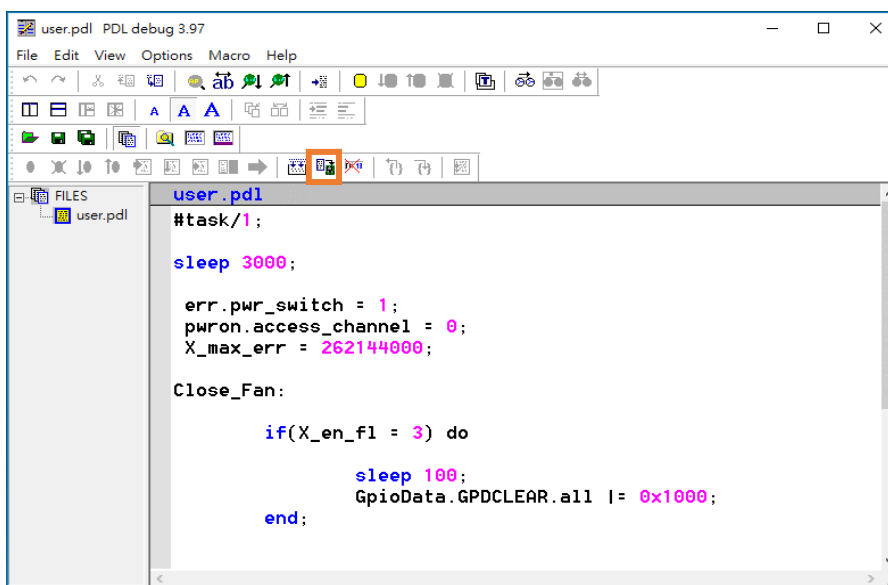 user.pdl PDL debug 3.97
File Edit View Options Macro Help
FILES
user.pdl
user.pdl
#task/1;
sleep 3000;
err.pwr_switch = 1;
pwron.access_channel = 0;
X_max_err = 262144000;
Close_Fan:
if(X_en_fl = 3) do
sleep 100;
GpioData.GPDCLEAR.all |= 0x1000;
end;